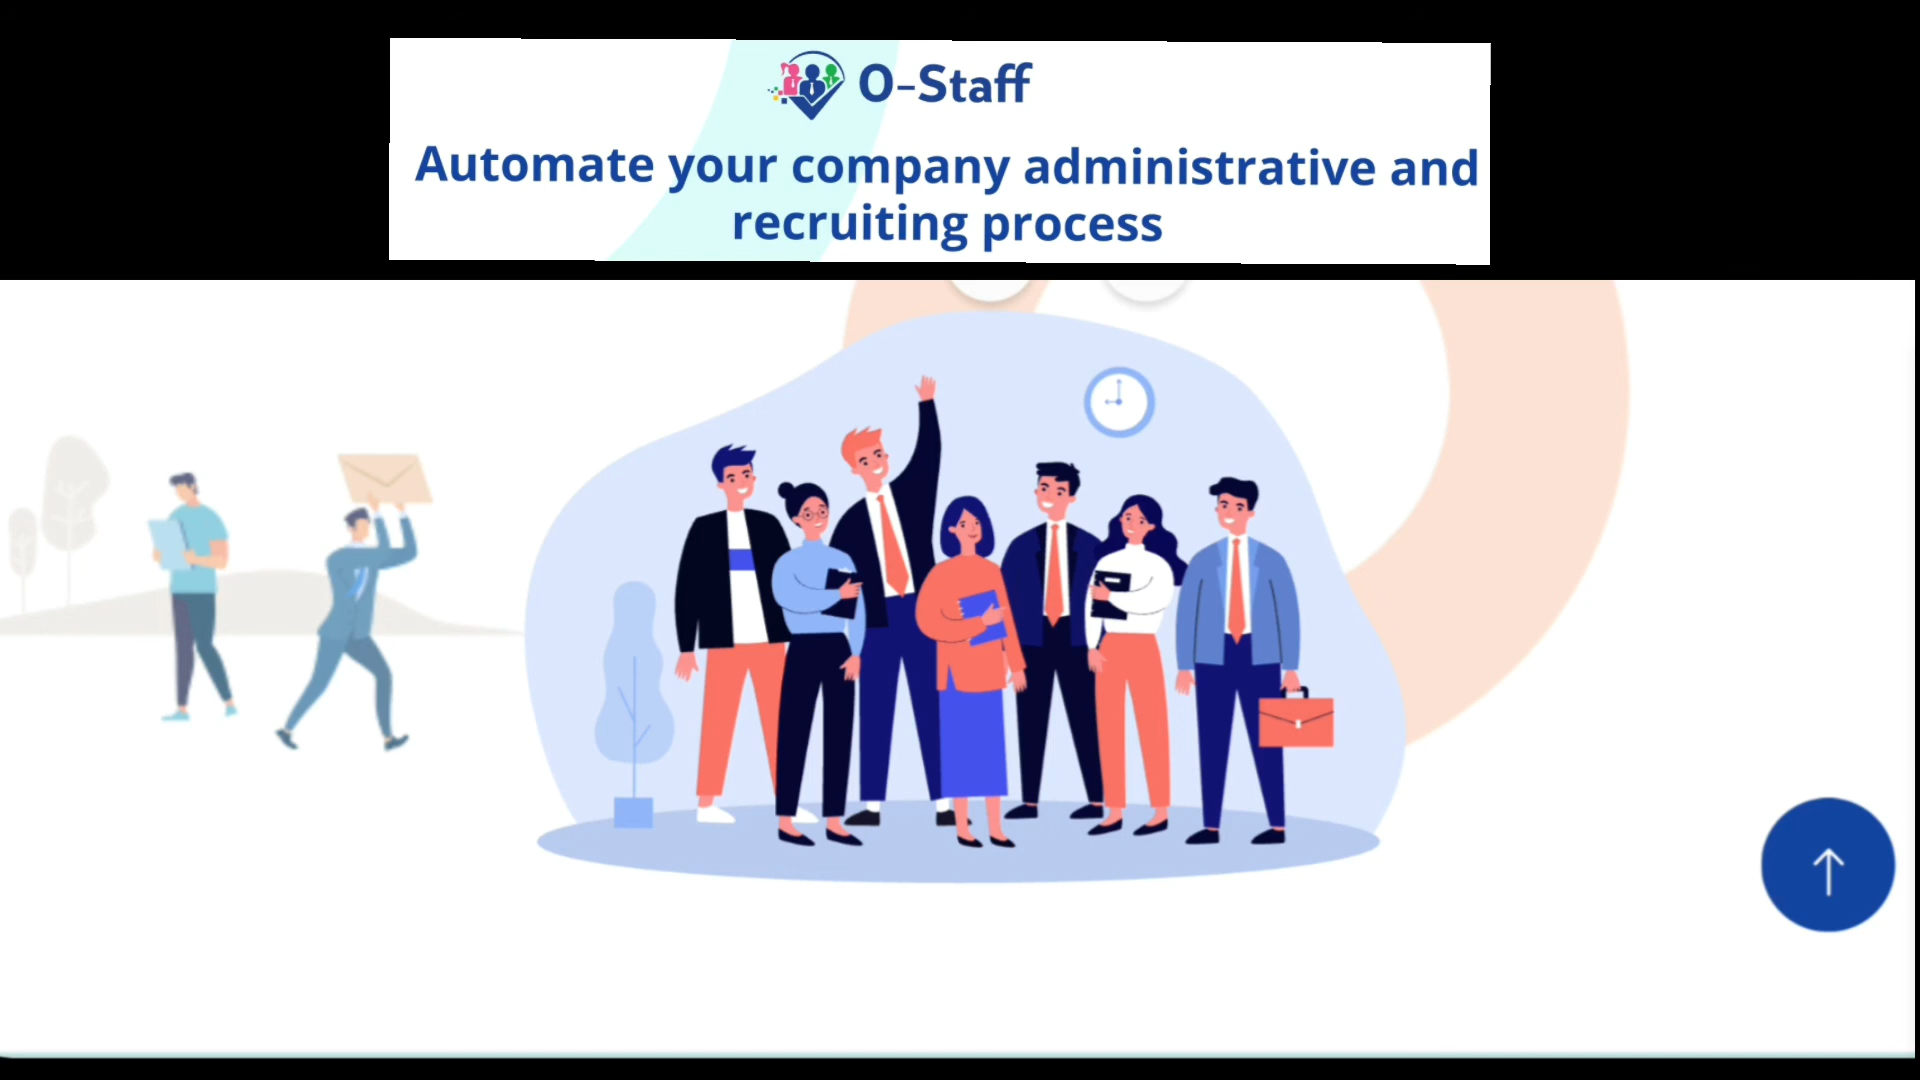 O-Staff
Automate your company administrative and
recruiting process